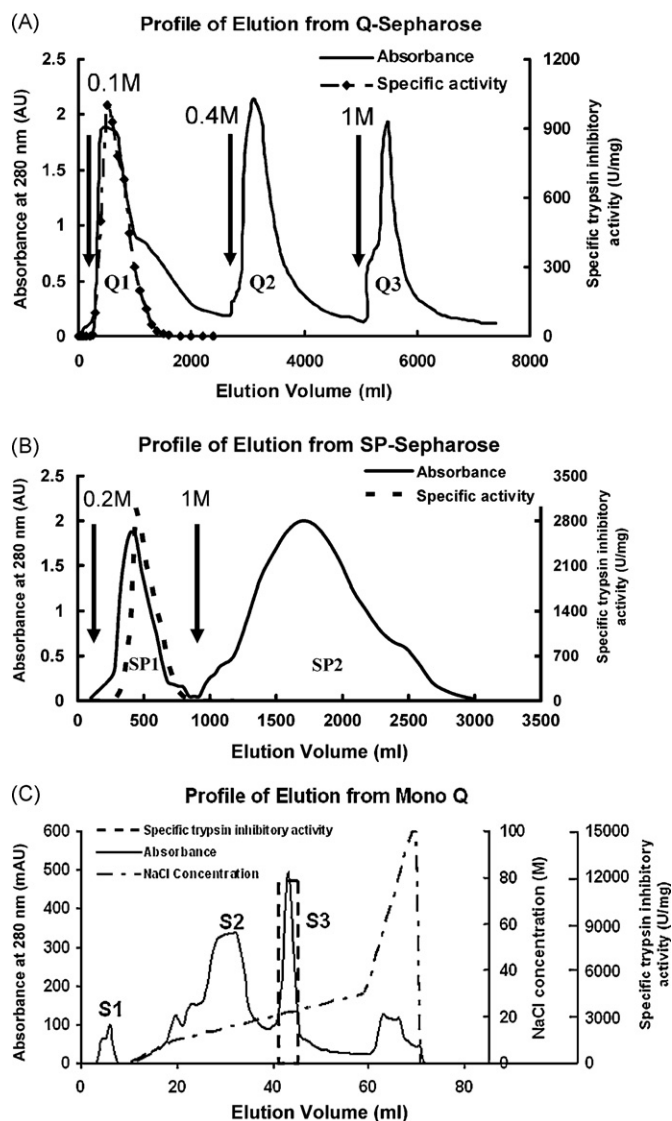 (A)
Profile of Elution from Q-Sepharose
Absorbance
Specific activity
0.1M
0.4M
1M
Q1
Q2
Q3
2.5
2
1.5
1
0.5
0
1200
900
600
300
0
0
2000
4000
6000
8000
Absorbance at 280 nm (AU)
Specific trypsin inhibitory
activity (U/mg)
Elution Volume (ml)
(B)
Profile of Elution from SP-Sepharose
Absorbance
Specific activity
0.2M
1M
SP1
SP2
2.5
2
1.5
1
0.5
0
3500
2800
2100
1400
700
0
0
500
1000
1500
2000
2500
3000
3500
Absorbance at 280 nm (AU)
Specific trypsin inhibitory
activity (U/mg)
Elution Volume (ml)
(C)
Profile of Elution from Mono Q
Specific trypsin inhibitory activity
Absorbance
NaCl Concentration
S1
S2
S3
600
500
400
300
200
100
0
100
80
60
40
20
0
15000
12000
9000
6000
3000
0
0
20
40
60
80
Absorbance at 280 nm (mAU)
NaCl concentration (M)
Specific trypsin inhibitory
activity (U/mg)
Elution Volume (ml)